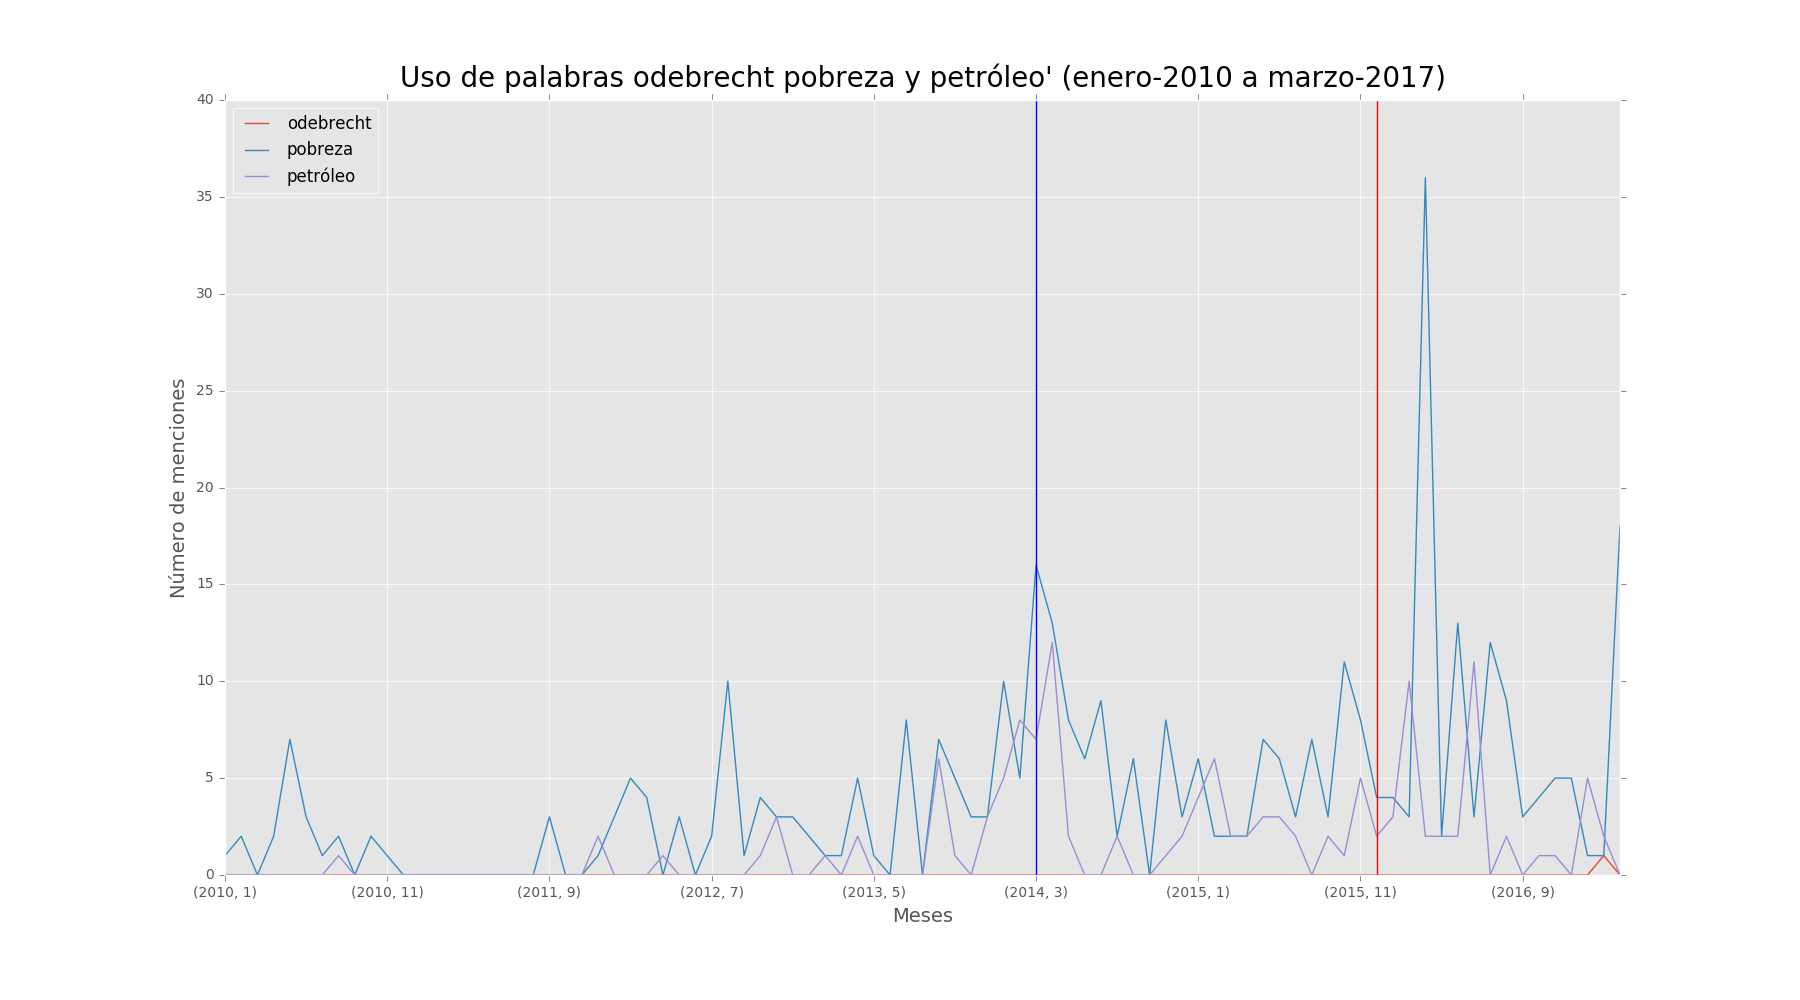 Uso de palabras odebrecht pobreza y petróleo' (enero-2010 a marzo-2017)
odebrecht
pobreza
petróleo
40
35
30
25
20
15
10
5
0
Número de menciones
(2010, 1) (2010, 11) (2011, 9) (2012, 7) (2013, 5) (2014, 3) (2015, 1) (2015, 11) (2016, 9)
Meses